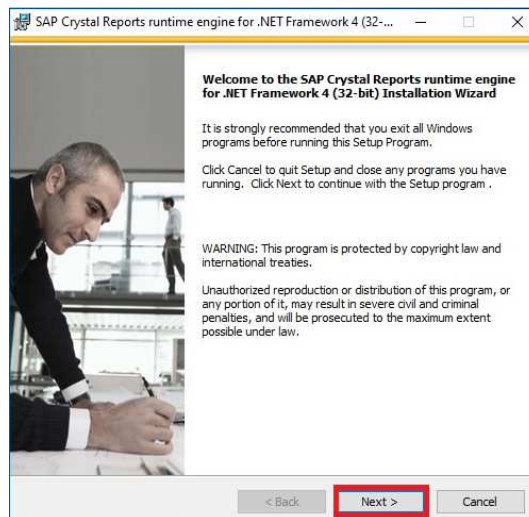 SAP Crystal Reports runtime engine for .NET Framework 4 (32-...
Welcome to the SAP Crystal Reports runtime engine
for .NET Framework 4 (32-bit) Installation Wizard
It is strongly recommended that you exit all Windows
programs before running this Setup Program.
Click Cancel to quit Setup and close any programs you have
running. Click Next to continue with the Setup program .
WARNING: This program is protected by copyright law and
international treaties.
Unauthorized reproduction or distribution of this program, or
any portion of it, may result in severe civil and criminal
penalties, and will be prosecuted to the maximum extent
possible under law.
< Back Next > Cancel